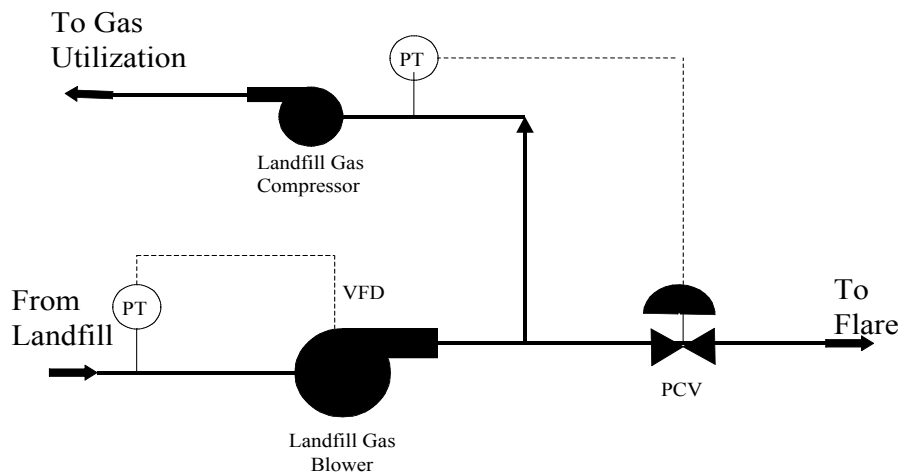 To Gas
Utilization
PT
Landfill Gas
Compressor
From
Landfill
PT
VFD
To
Flare
PCV
Landfill Gas
Blower